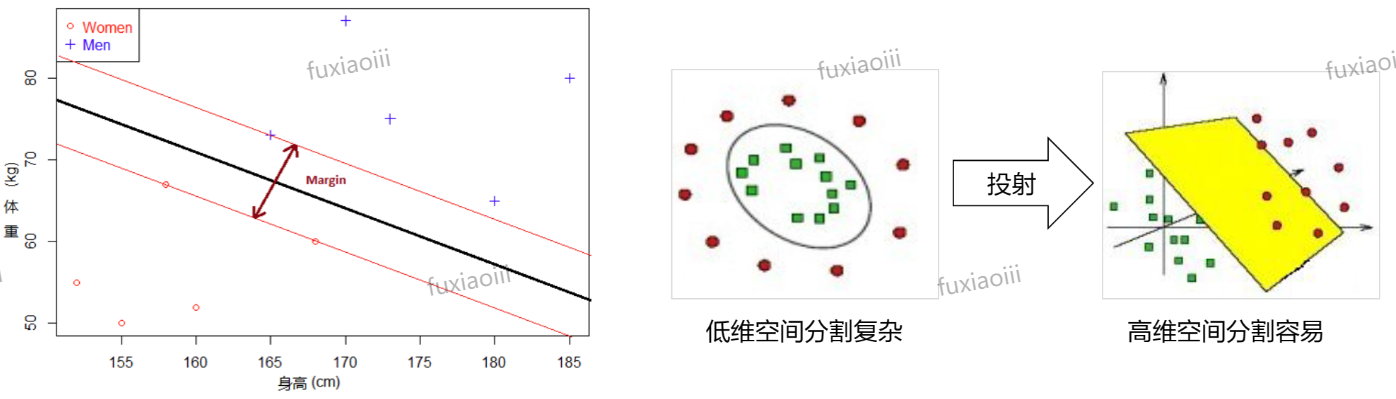 Women
Men
80
70
60
50
体重 (kg)
155
160
165
170
175
180
185
身高 (cm)
Margin
投射
低维空间分割复杂
高维空间分割容易
fuxiaoiii
fuxiaoiii
fuxiaoiii
fuxiaoiii
fuxiaoi